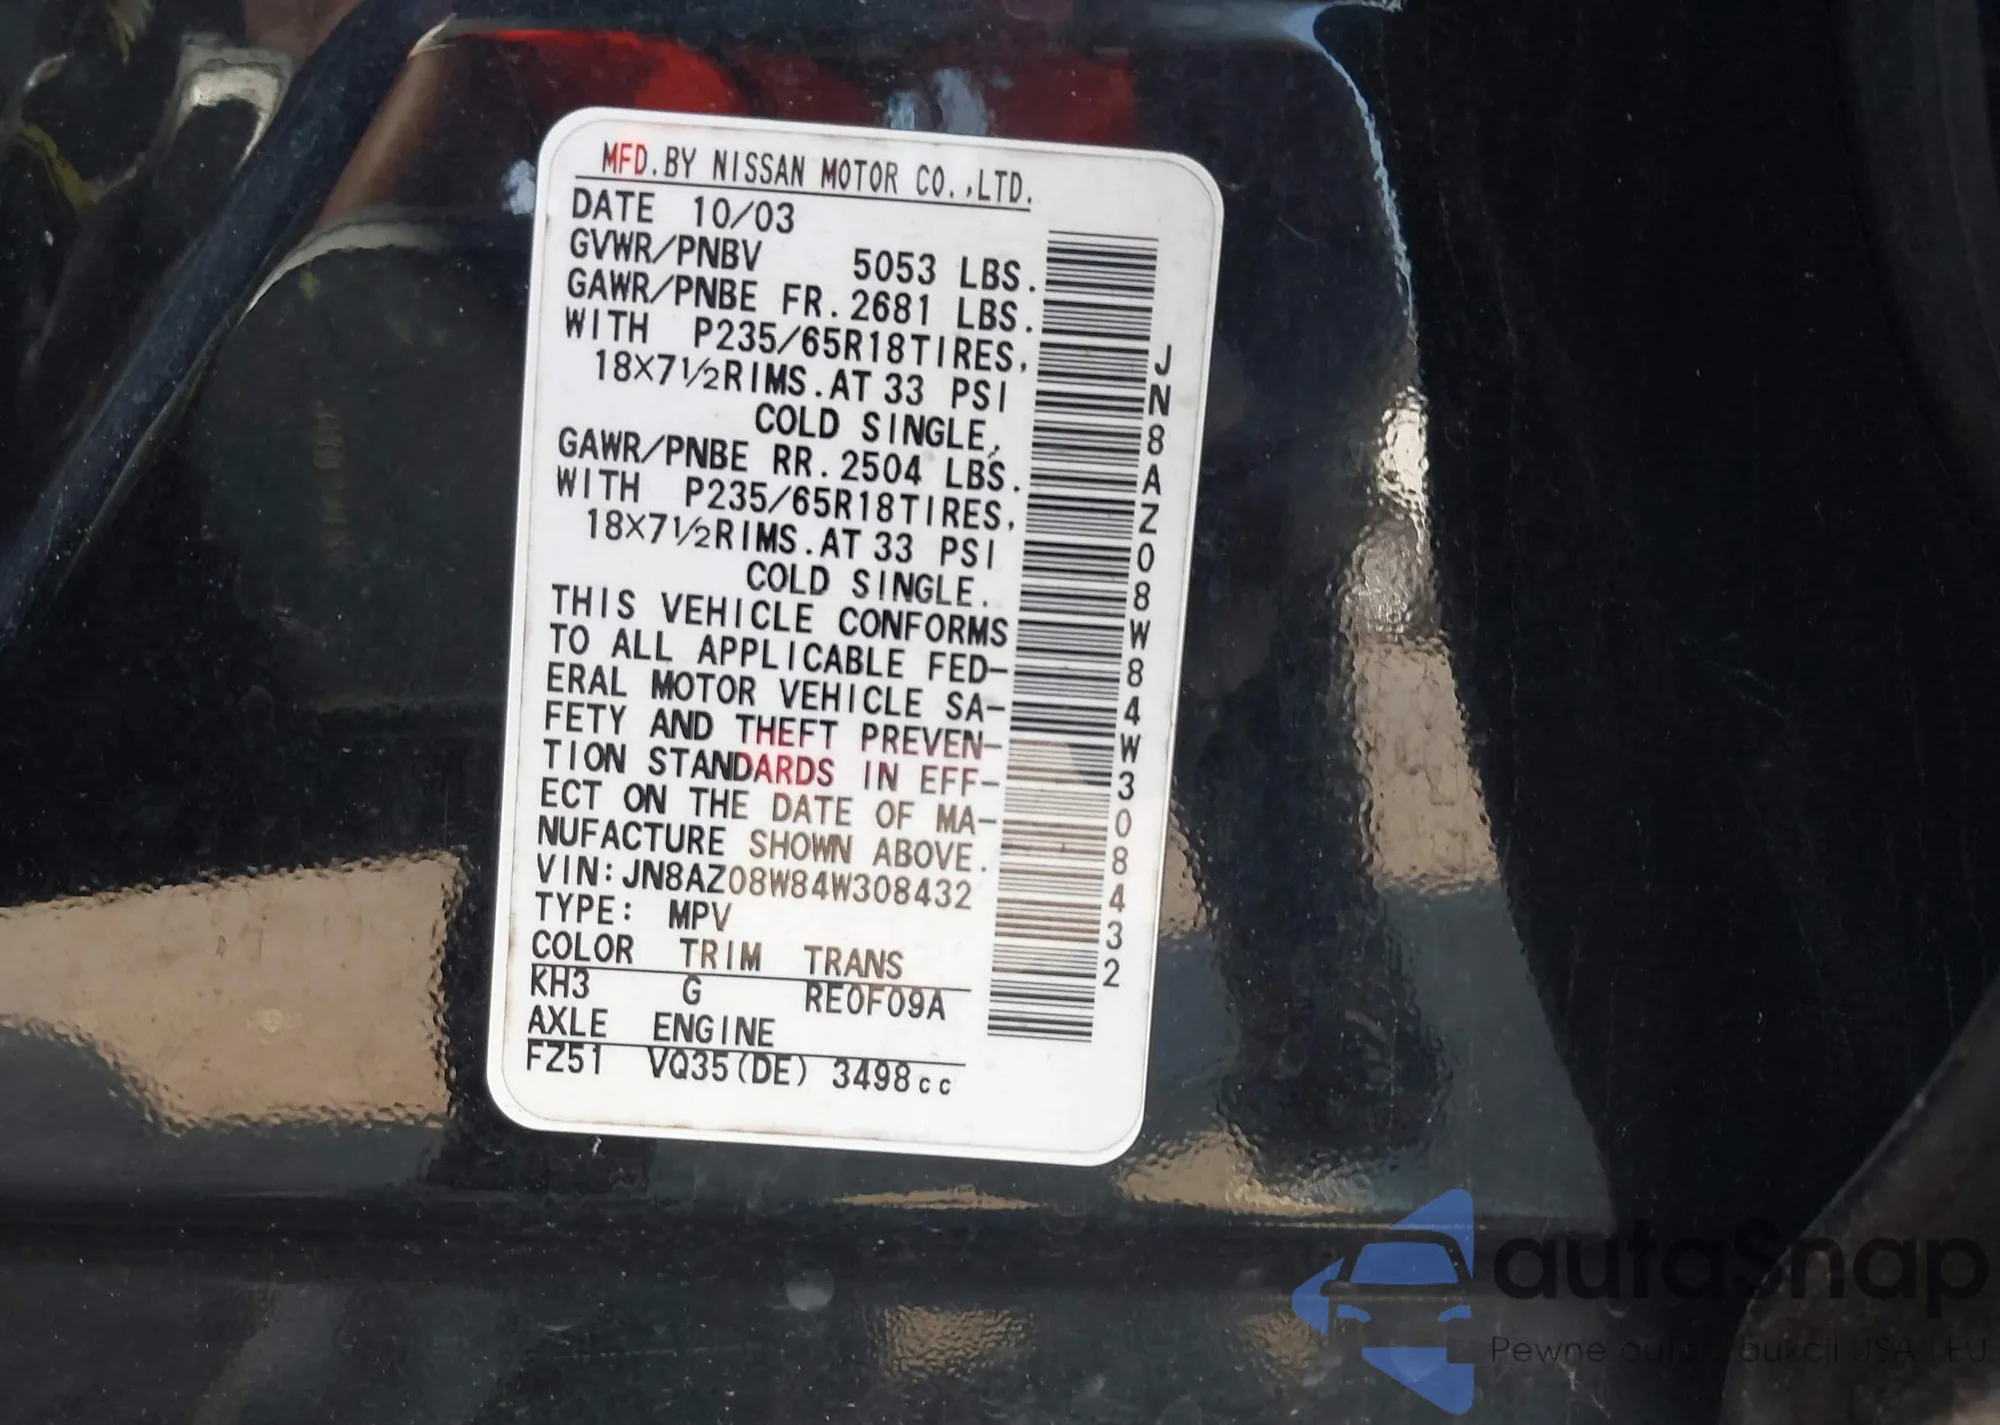 MFD.BY NISSAN MOTOR CO.,LTD.
DATE 10/03
GVWR/PNBV 5053 LBS.
GAWR/PNBE FR.2681 LBS.
WITH P235/65R18TIRES,
18X7½RIMS.AT 33 PSI
COLD SINGLE,
GAWR/PNBE RR.2504 LBS.
WITH P235/65R18TIRES,
18X7½RIMS.AT 33 PSI
COLD SINGLE.
THIS VEHICLE CONFORMS
TO ALL APPLICABLE FED-
ERAL MOTOR VEHICLE SA-
FETY AND THEFT PREVEN-
TION STANDARDS IN EFF-
ECT ON THE DATE OF MA-
NUFACTURE SHOWN ABOVE.
VIN:JN8AZ08W84W308432
TYPE: MPV
COLOR TRIM TRANS
KH3 G RE0F09A
AXLE ENGINE
FZ51 VQ35(DE) 3498cc
JN8AZ08W84W308432
autaSnap
Pewne auta USA EU